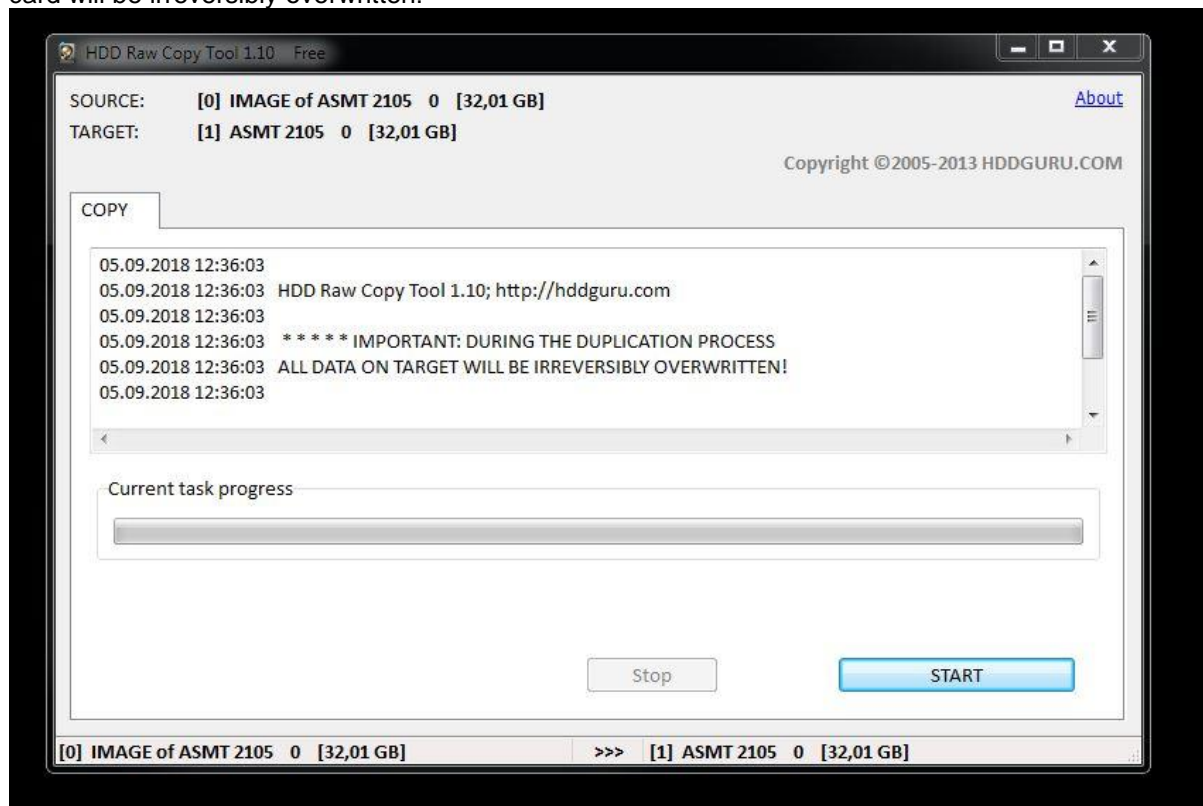 card will be irreversibly overwritten.
HDD Raw Copy Tool 1.10 Free
SOURCE: [0] IMAGE of ASMT 2105 0 [32,01 GB]
About
TARGET: [1] ASMT 2105 0 [32,01 GB]
Copyright ©2005-2013 HDDGURU.COM
COPY
05.09.2018 12:36:03
05.09.2018 12:36:03 HDD Raw Copy Tool 1.10; http://hddguru.com
05.09.2018 12:36:03
05.09.2018 12:36:03 * * * * * IMPORTANT: DURING THE DUPLICATION PROCESS
05.09.2018 12:36:03 ALL DATA ON TARGET WILL BE IRREVERSIBLY OVERWRITTEN!
05.09.2018 12:36:03
Current task progress
Stop
START
[0] IMAGE of ASMT 2105 0 [32,01 GB] >>> [1] ASMT 2105 0 [32,01 GB]